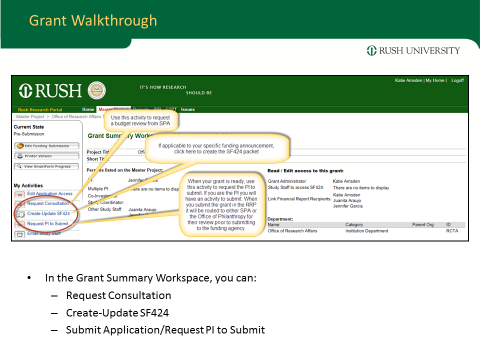 Grant Walkthrough
RUSH UNIVERSITY
RUSH
IT'S HOW RESEARCH
SHOULD BE
Katie Amodeo | My Home | Logoff
Rush Research Portal
Home
Issues
Master Project > Office of Research Affairs
Current State
Pre-Submission
Edit Funding Submission
Printer Version
View SmartForm Progress
My Activities
Edit Application Access
Request Consultation
Create-Update SF424
Request PI to Submit
Email Study Staff
Use this activity to request
a budget review from SPA
Grant Summary Works
If applicable to your specific funding announcement,
click here to create the SF424 packet
Project Tit
Short Tit
Persons listed on the Master Project:
PI
Multiple PI
There are no items to display
Co-Inves
Study Coordinator
Other Study Staff
Juanita Araujo
Jennifer Garcia
When your grant is ready, use
this activity to request the PI to
submit. If you are the PI you will
have an activity to submit. When
you submit the grant in the RRP
it will be routed to either SPA or
the Office of Philanthropy for
their review prior to submitting
to the funding agency
Read / Edit access to this grant:
Grant Administrator
Katie Amodeo
Study Staff to access SF424
There are no items to display
Link Financial Report Recipients
Katie Amodeo
Juanita Araujo
Jennifer Garcia
Department:
Name Category Parent Org ID
Office of Research Affairs Institution Department RCTA
• In the Grant Summary Workspace, you can:
– Request Consultation
– Create-Update SF424
– Submit Application/Request PI to Submit